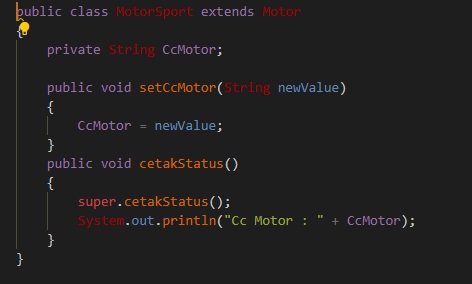 public class MotorSport extends Motor
{
    private String CcMotor;

    public void setCcMotor(String newValue)
    {
        CcMotor = newValue;
    }
    public void cetakStatus()
    {
        super.cetakStatus();
        System.out.println("Cc Motor : " + CcMotor);
    }
}